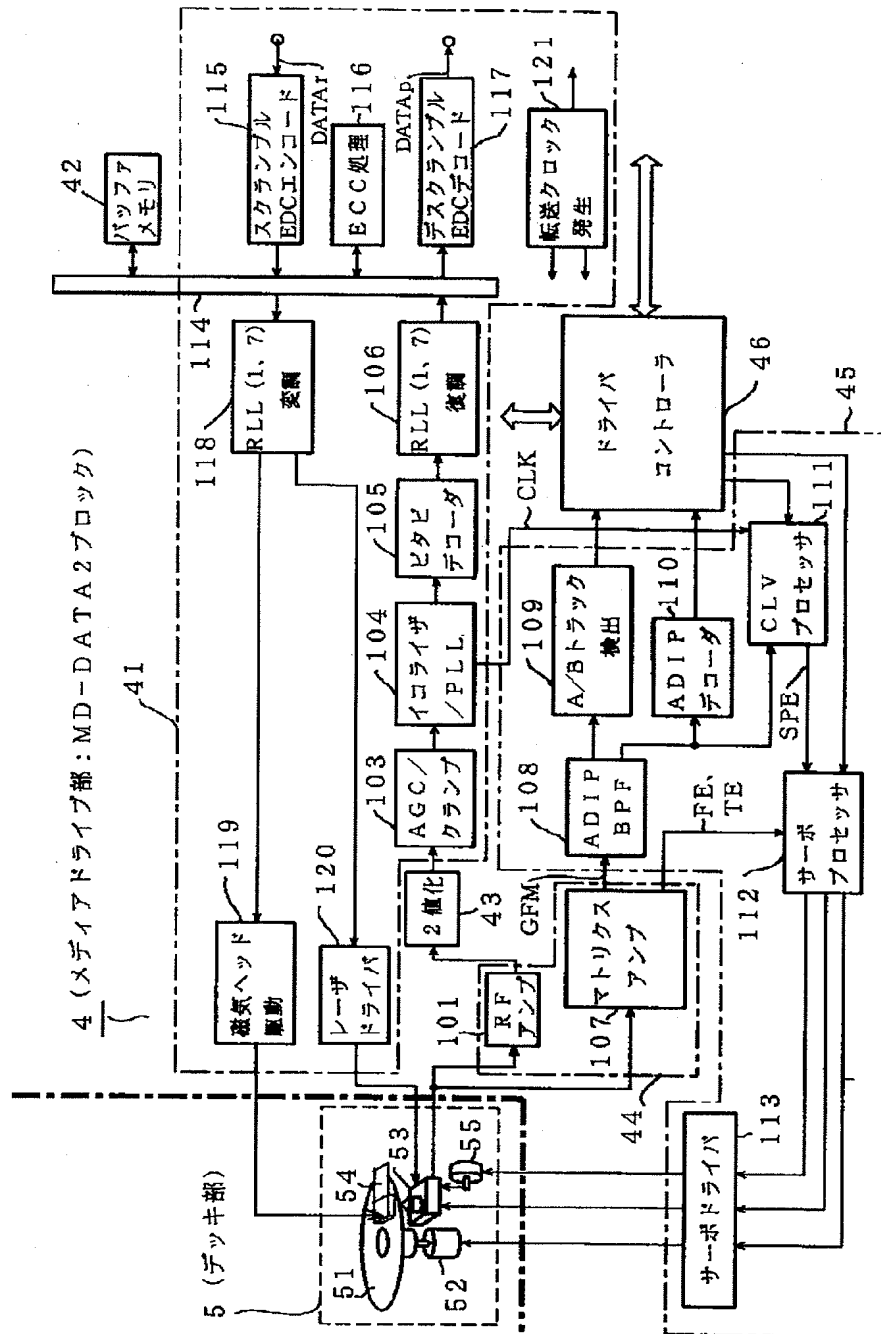 4 (メディアドライブ部:MD-DATA2ブロック)
41
42
バッファ
メモリ
115
スクランブル
EDCエンコード
DATAr
116
ECC処理
DATAp
117
デスクランブル
EDCデコード
121
転送クロック
発生
114
118
RLL(1、7)
変調
106
RLL(1、7)
復調
105
ビタビ
デコーダ
104
イコライザ
/PLL
103
AGC/
クランプ
43
2値化
119
磁気ヘッド
駆動
120
レーザ
ドライバ
101
RF
アンプ
107
マトリクス
アンプ
44
GFM
108
ADIP
BPF
109
A/Bトラック
検出
110
ADIP
デコーダ
CLK
ドライバ
コントローラ
46
45
111
CLV
プロセッサ
SPE
FE、
TE
112
サーボ
プロセッサ
113
サーボドライバ
5 (デッキ部)
51
52
53
54
55